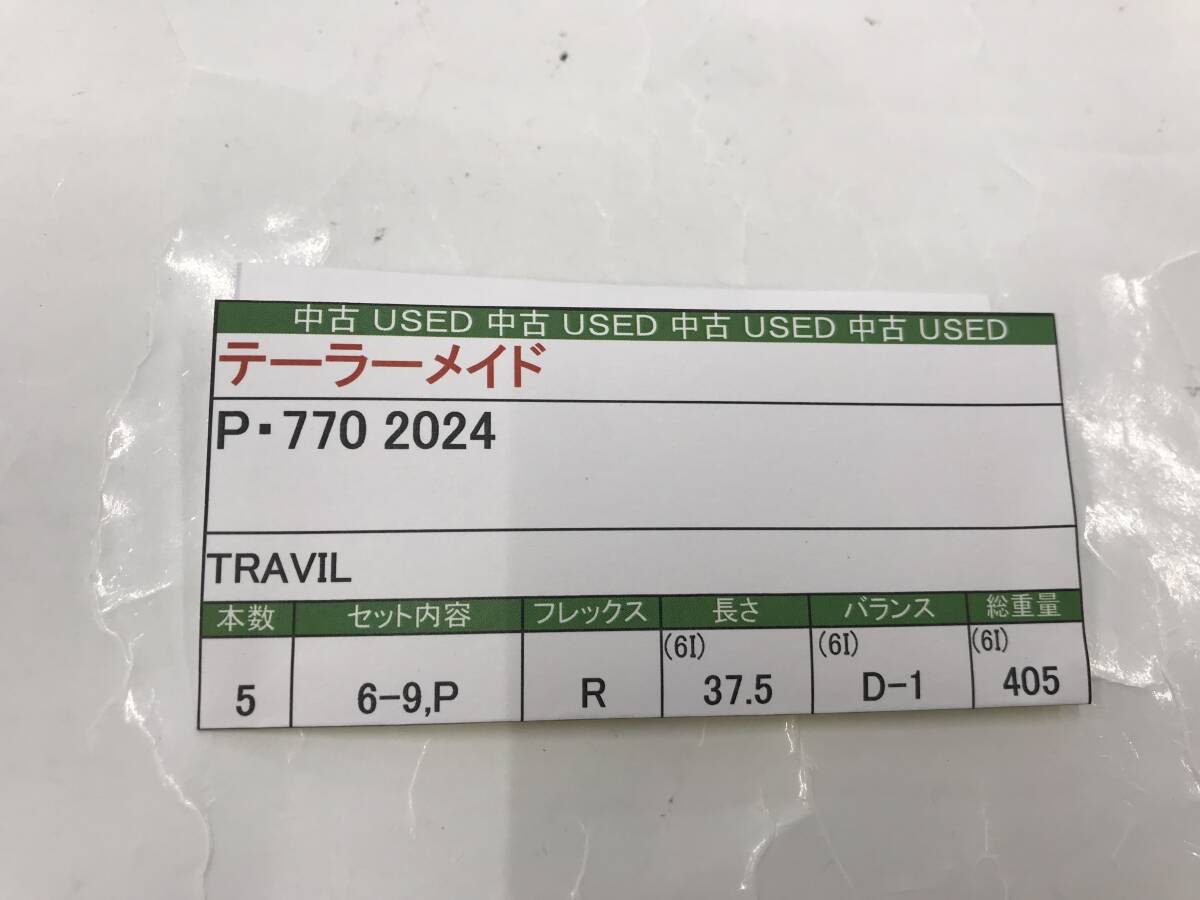 中古 USED 中古 USED 中古 USED 中古 USED
テーラーメイド
P・770 2024
TRAVIL
本数 セット内容 フレックス 長さ バランス 総重量
(6I) (6I) (6I)
5 6-9,P R 37.5 D-1 405